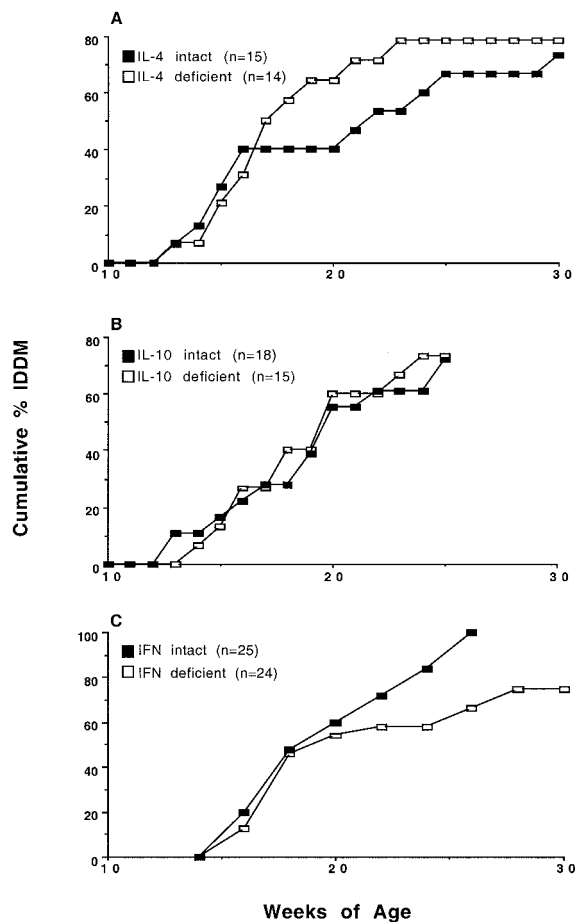 A
80
IL-4 intact (n=15)
IL-4 deficient (n=14)
60
40
20
0
10 20 30
B
80
IL-10 intact (n=18)
IL-10 deficient (n=15)
60
40
20
0
10 20 30
Cumulative % IDDM
C
100
IFN intact (n=25)
IFN deficient (n=24)
80
60
40
20
0
10 20 30
Weeks of Age